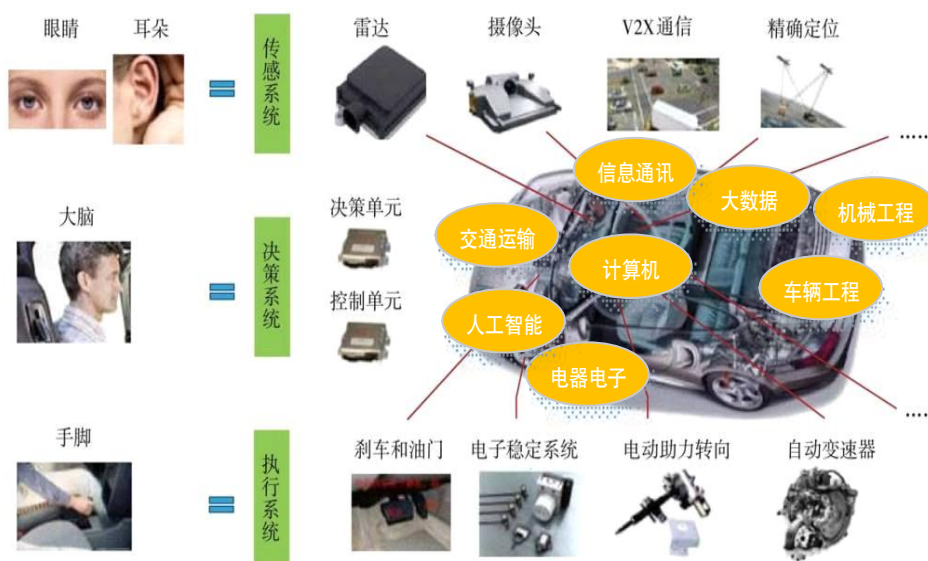 眼睛
耳朵
传感系统
雷达
摄像头
V2X通信
精确定位
.....
信息通讯
大数据
机械工程
大脑
决策系统
决策单元
交通运输
计算机
车辆工程
控制单元
人工智能
电器电子
.....
手脚
执行系统
刹车和油门
电子稳定系统
电动助力转向
自动变速器